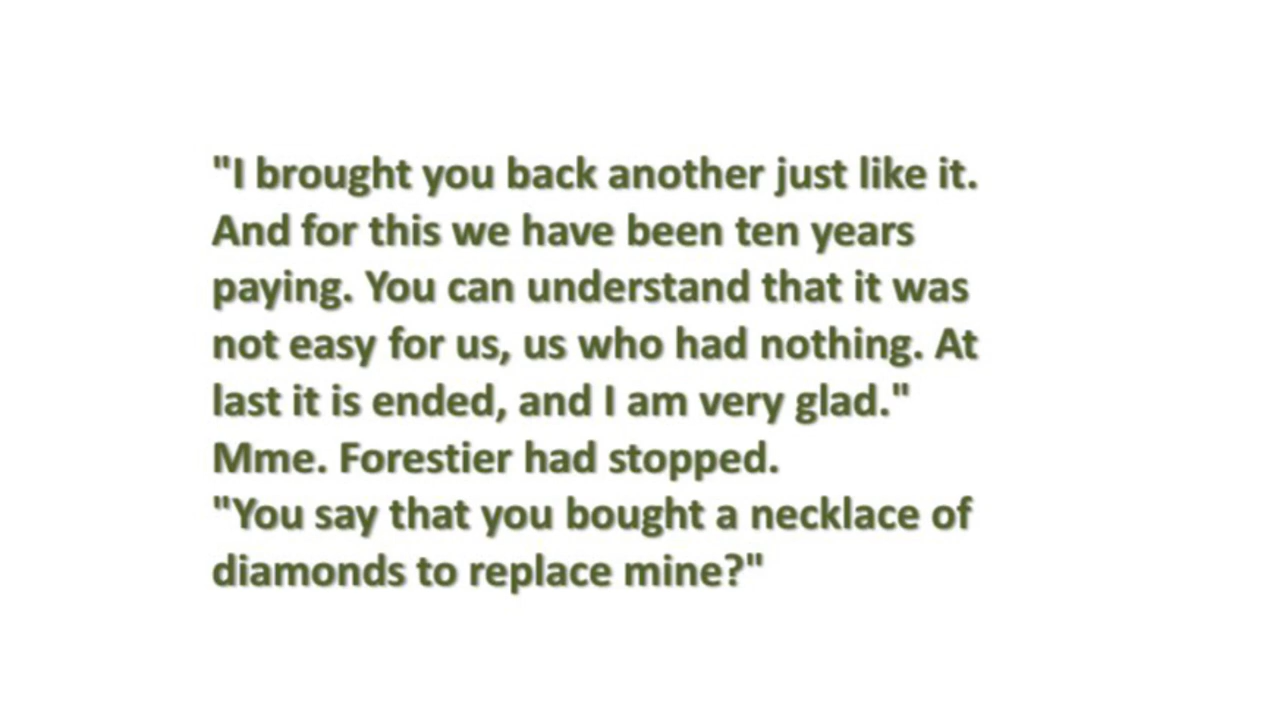 "I brought you back another just like it.
And for this we have been ten years
paying. You can understand that it was
not easy for us, us who had nothing. At
last it is ended, and I am very glad."
Mme. Forestier had stopped.
"You say that you bought a necklace of
diamonds to replace mine?"